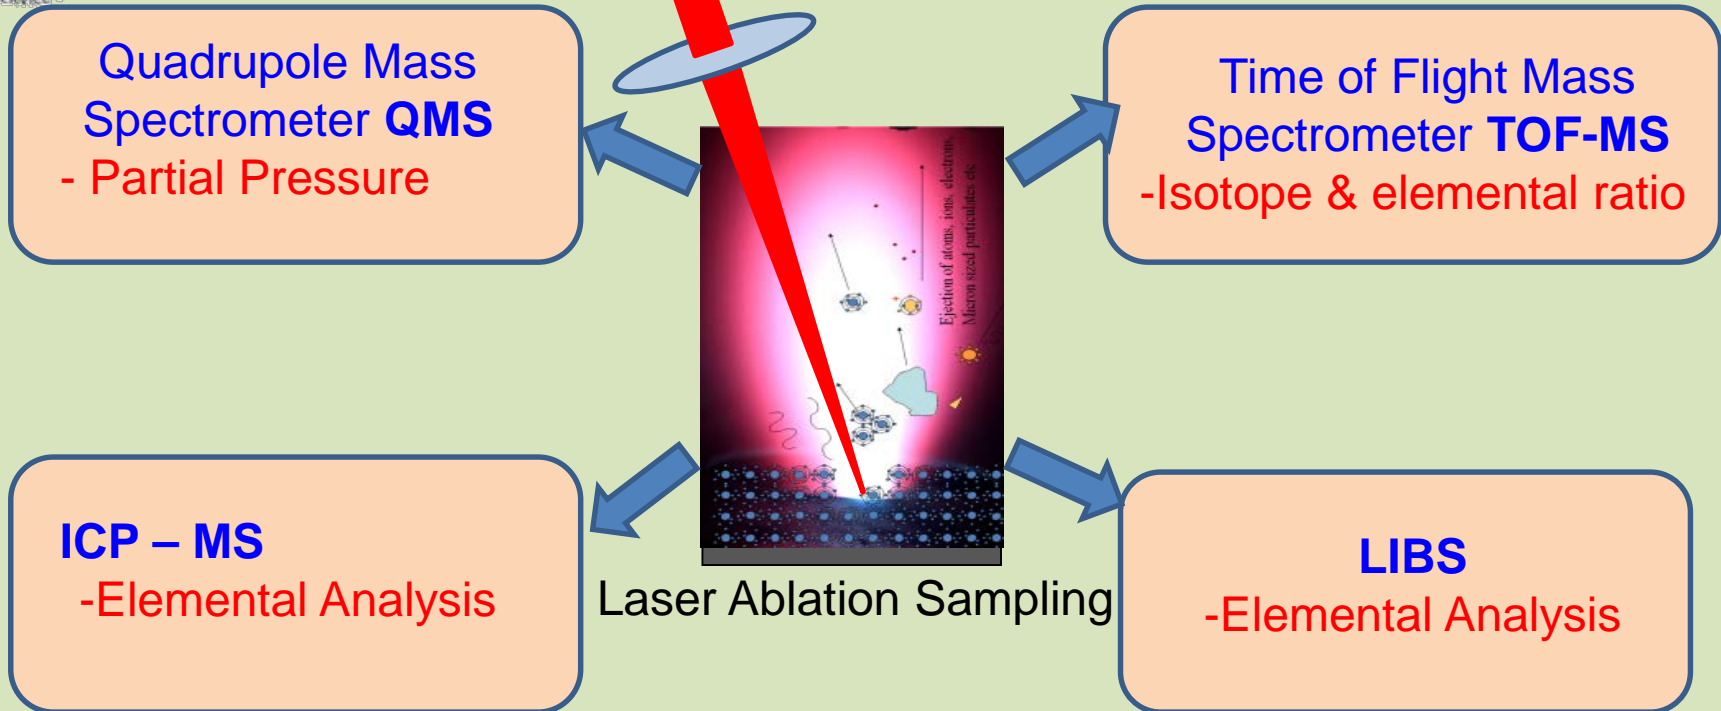 Quadrupole Mass
Spectrometer QMS
- Partial Pressure
Time of Flight Mass
Spectrometer TOF-MS
-Isotope & elemental ratio
Ejection of atoms, ions, electrons,
Micron sized particulates etc
ICP – MS
-Elemental Analysis
Laser Ablation Sampling
LIBS
-Elemental Analysis